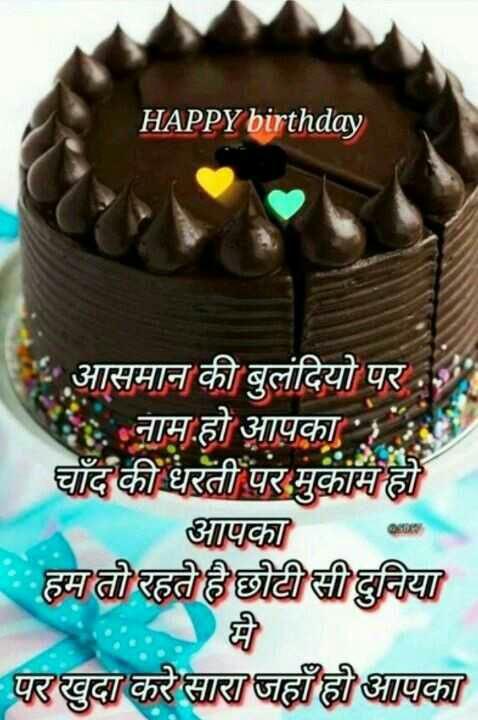 HAPPY birthday
आसमान की बुलंदियो पर
नाम हो आपका
चाँद की धरती पर मुकाम हो
आपका
हम तो रहते है छोटी सी दुनिया
मे
पर खुदा करे सारा जहाँ हो आपका